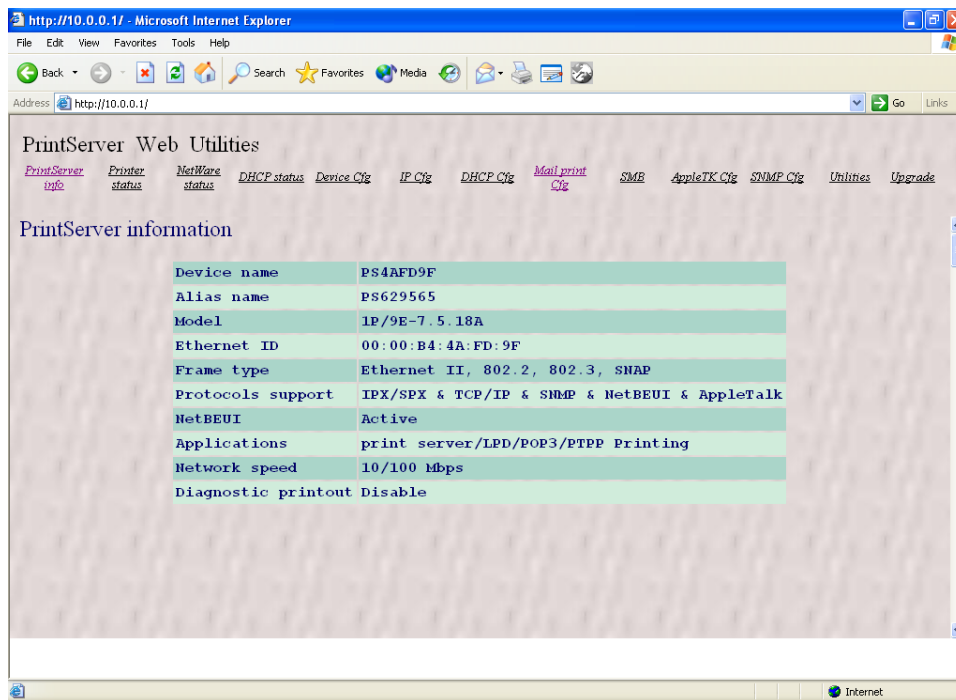 http://10.0.0.1/ - Microsoft Internet Explorer
File Edit View Favorites Tools Help
Back Search Favorites Media
Address http://10.0.0.1/ Go Links
PrintServer Web Utilities
PrintServer info Printer status NetWare status DHCP status Device Cfg IP Cfg DHCP Cfg Mail print Cfg SMB AppleTK Cfg SNMP Cfg Utilities Upgrade
PrintServer information
Device name PS4AFD9F
Alias name PS629565
Model 1P/9E-7.5.18A
Ethernet ID 00:00:B4:4A:FD:9F
Frame type Ethernet II, 802.2, 802.3, SNAP
Protocols support IPX/SPX & TCP/IP & SNMP & NetBEUI & AppleTalk
NetBEUI Active
Applications print server/LPD/POP3/PTPP Printing
Network speed 10/100 Mbps
Diagnostic printout Disable
Internet